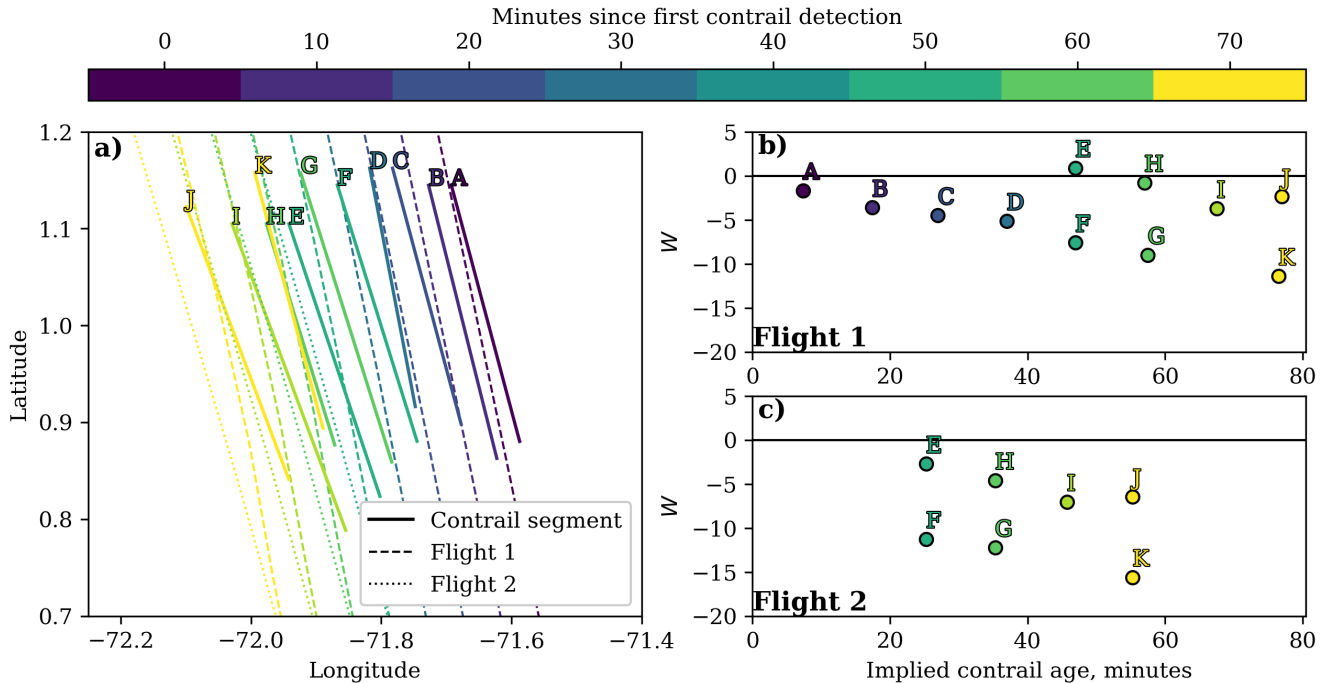 Minutes since first contrail detection
0 10 20 30 40 50 60 70
a)
1.2
1.1
1.0
0.9
0.8
0.7
Latitude
K G D C
J F B A
I H E
Contrail segment
Flight 1
Flight 2
−72.2 −72.0 −71.8 −71.6 −71.4
Longitude
b)
5
0
−5
−10
−15
−20
W
A B C D E F G H I J K
Flight 1
0 20 40 60 80
c)
5
0
−5
−10
−15
−20
W
E F H G I J K
Flight 2
0 20 40 60 80
Implied contrail age, minutes